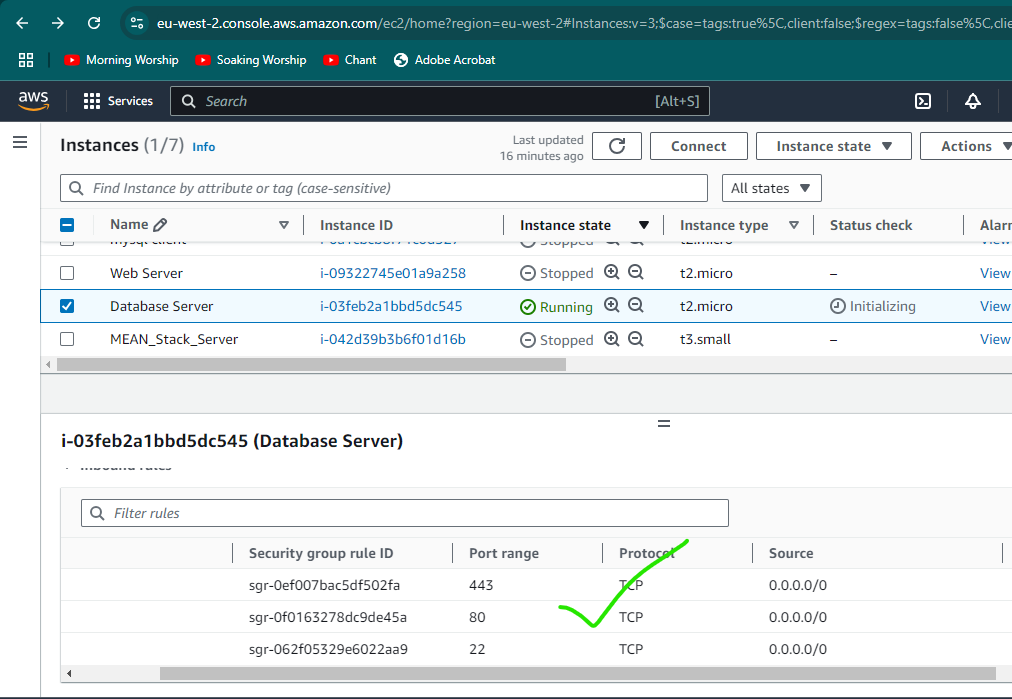 eu-west-2.console.aws.amazon.com/ec2/home?region=eu-west-2#Instances:v=3;$case=tags:true%5C,client:false;$regex=tags:false%5C,clie
Morning Worship Soaking Worship Chant Adobe Acrobat
aws Services Search [Alt+S]
Instances (1/7) Info Last updated 16 minutes ago Connect Instance state Actions
Find Instance by attribute or tag (case-sensitive) All states
Name Instance ID Instance state Instance type Status check Alarr
Stopped t2.micro – View
Web Server i-09322745e01a9a258 Stopped t2.micro – View
Database Server i-03feb2a1bbd5dc545 Running t2.micro Initializing View
MEAN_Stack_Server i-042d39b3b6f01d16b Stopped t3.small – View
i-03feb2a1bbd5dc545 (Database Server)
Inbound rules
Filter rules
Security group rule ID Port range Protocol Source
sgr-0ef007bac5df502fa 443 TCP 0.0.0.0/0
sgr-0f0163278dc9de45a 80 TCP 0.0.0.0/0
sgr-062f05329e6022aa9 22 TCP 0.0.0.0/0